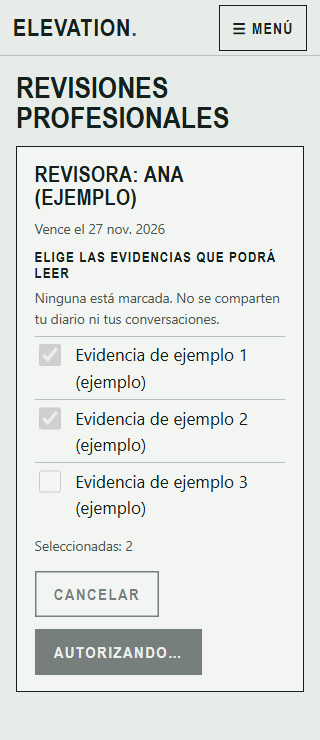 ELEVATION.
☰ MENÚ
REVISIONES
PROFESIONALES
REVISORA: ANA
(EJEMPLO)
Vence el 27 nov. 2026
ELIGE LAS EVIDENCIAS QUE PODRÁ
LEER
Ninguna está marcada. No se comparten
tu diario ni tus conversaciones.
Evidencia de ejemplo 1
(ejemplo)
Evidencia de ejemplo 2
(ejemplo)
Evidencia de ejemplo 3
(ejemplo)
Seleccionadas: 2
CANCELAR
AUTORIZANDO...